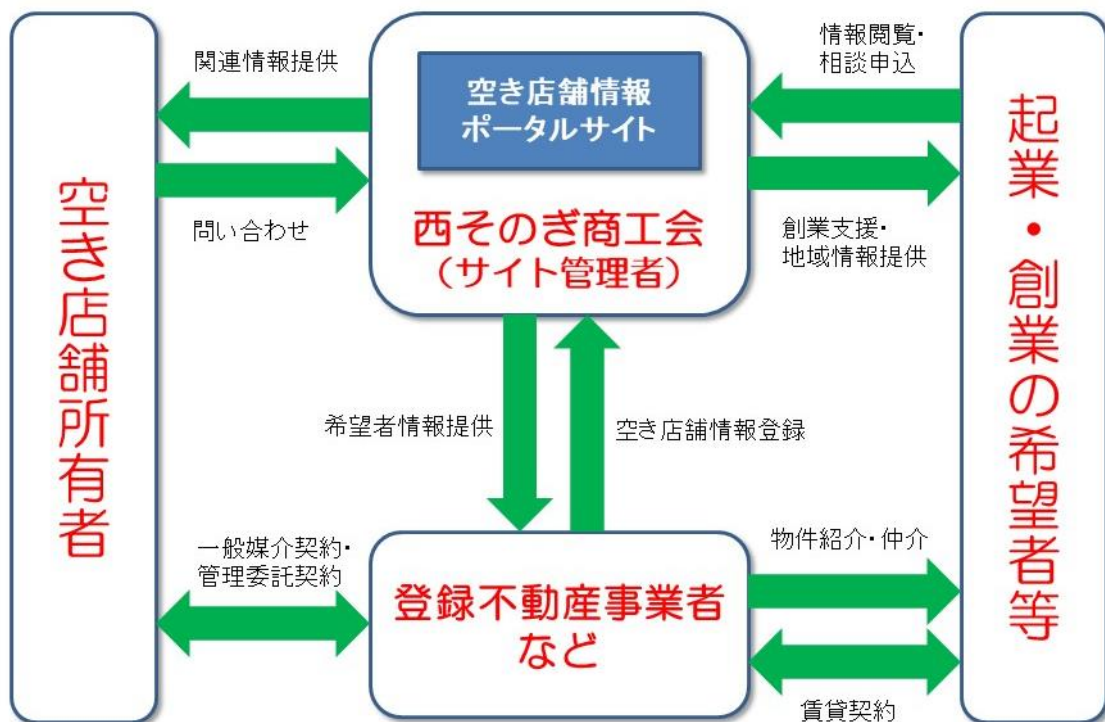 空き店舗所有者
関連情報提供
問い合わせ
空き店舗情報
ポータルサイト
西そのぎ商工会
（サイト管理者）
情報閲覧・
相談申込
創業支援・
地域情報提供
起業・創業の希望者等
希望者情報提供
空き店舗情報登録
一般媒介契約・
管理委託契約
登録不動産事業者
など
物件紹介・仲介
賃貸契約